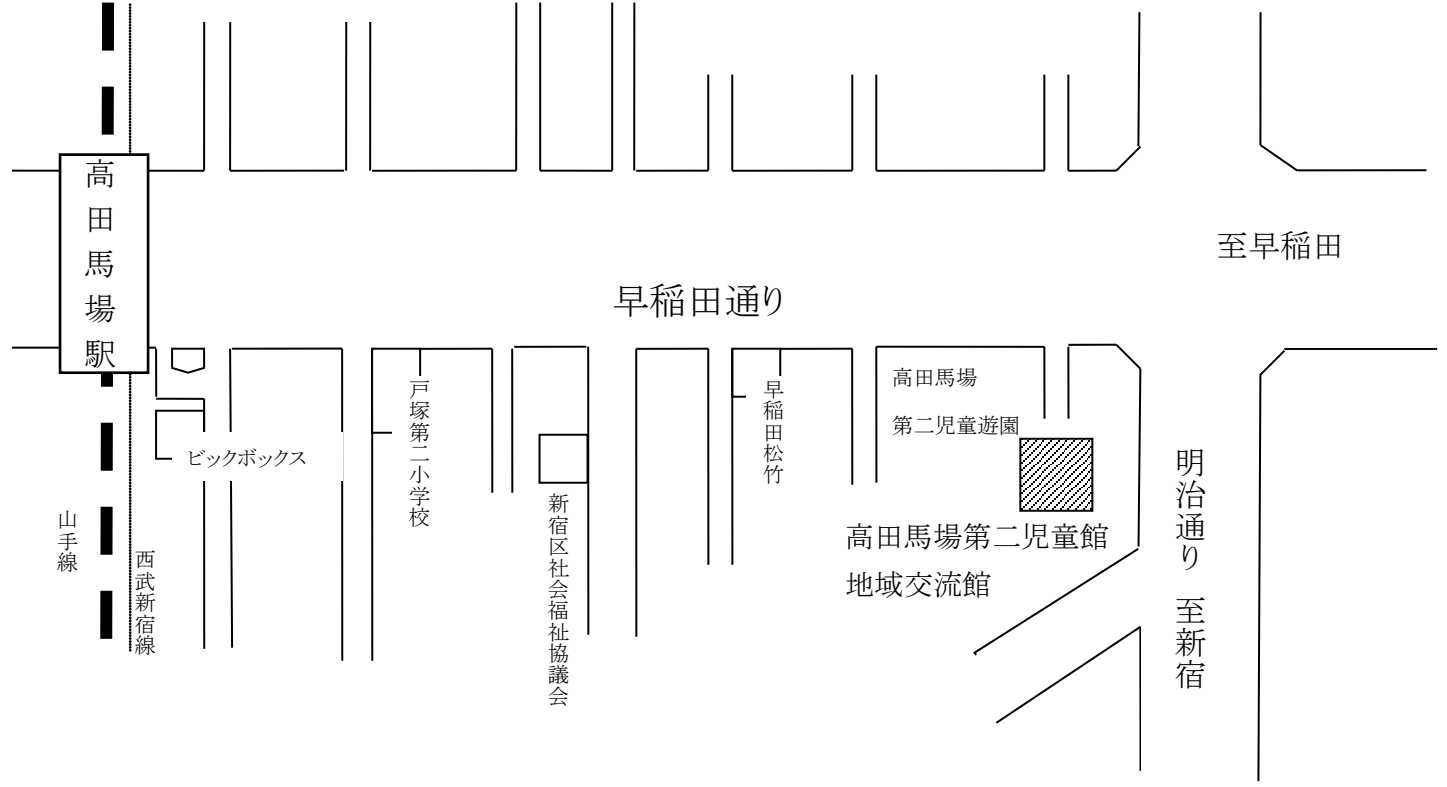 高田馬場駅
至早稲田
早稲田通り
ビックボックス
戸塚第二小学校
新宿区社会福祉協議会
早稲田松竹
高田馬場
第二児童遊園
高田馬場第二児童館
地域交流館
明治通り 至新宿
山手線
西武新宿線